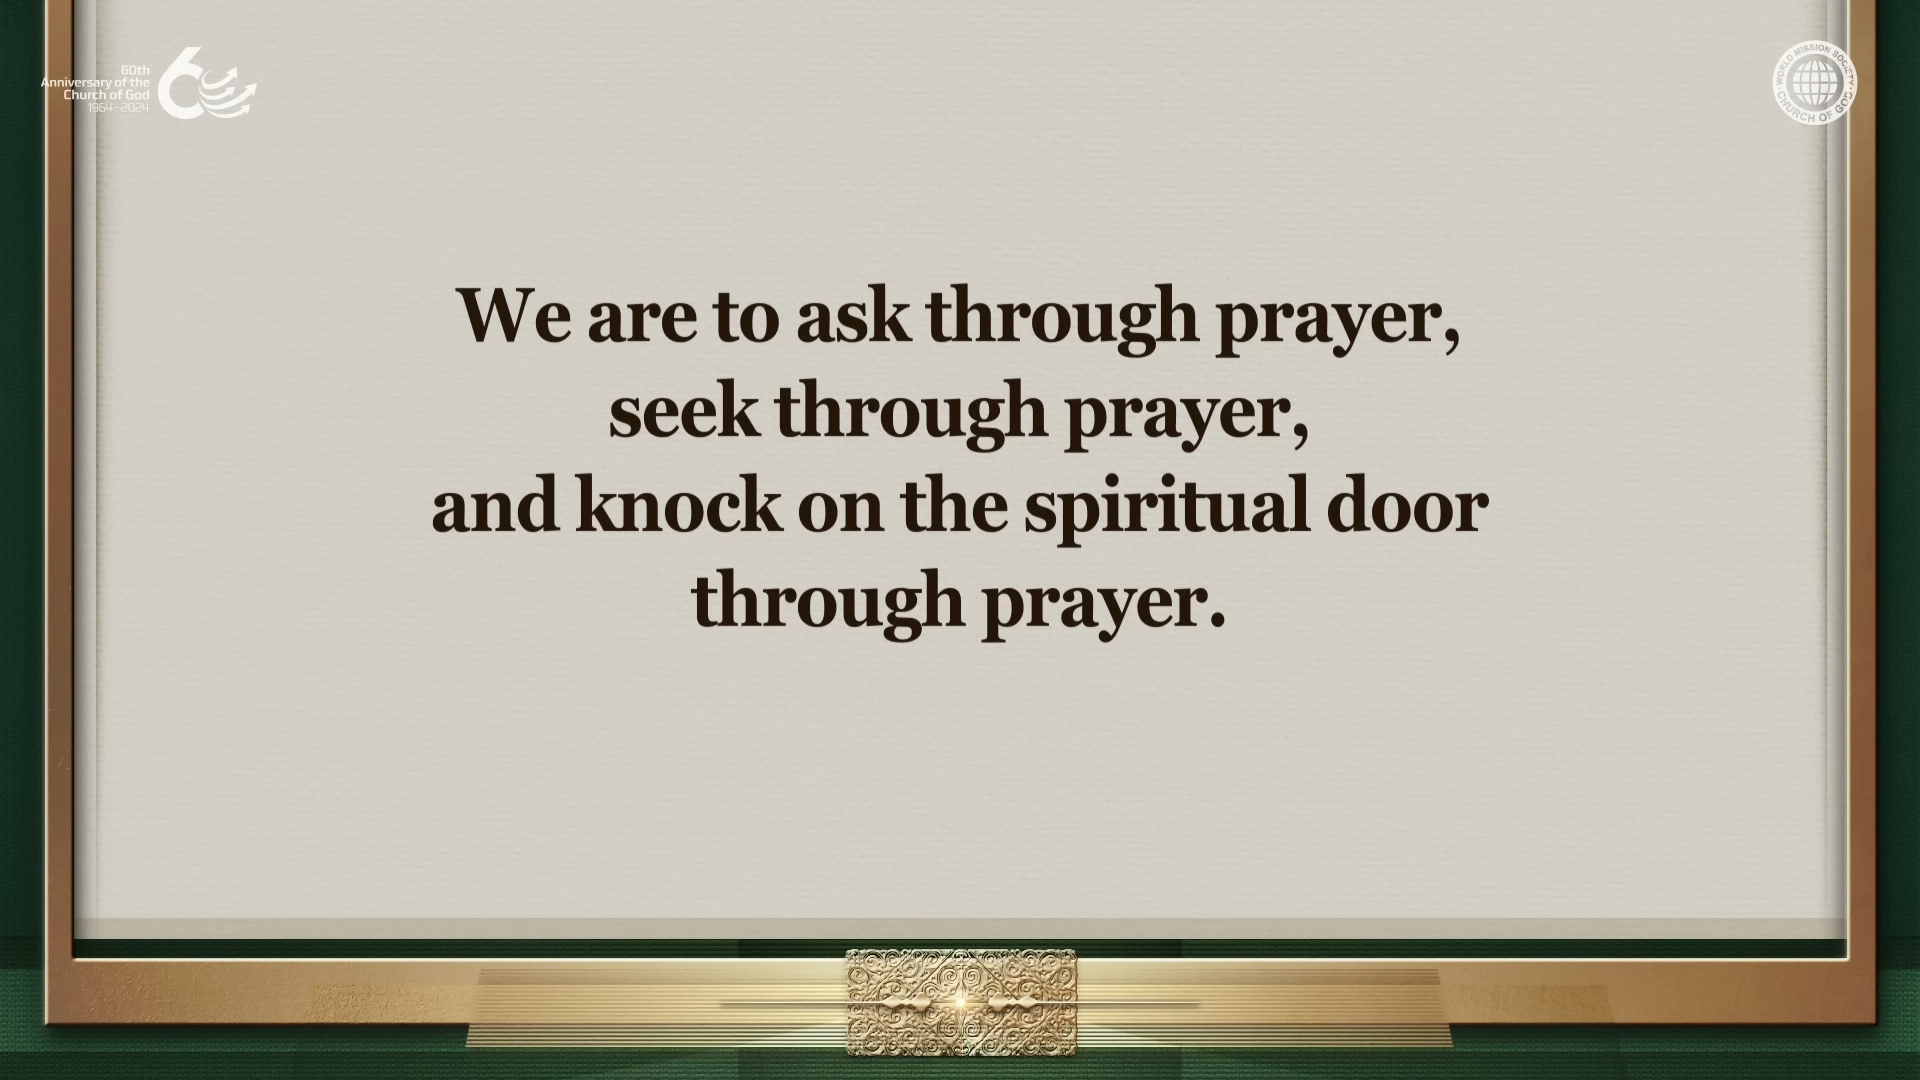 60th
Anniversary of the
Church of God
1964–2024
WORLD MISSION SOCIETY
CHURCH OF GOD
We are to ask through prayer,
seek through prayer,
and knock on the spiritual door
through prayer.